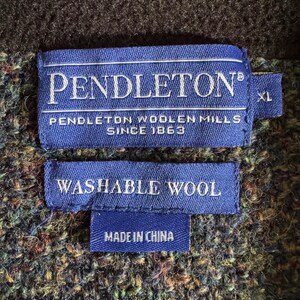 PENDLETON®
XL
PENDLETON WOOLEN MILLS
SINCE 1863
WASHABLE WOOL
MADE IN CHINA